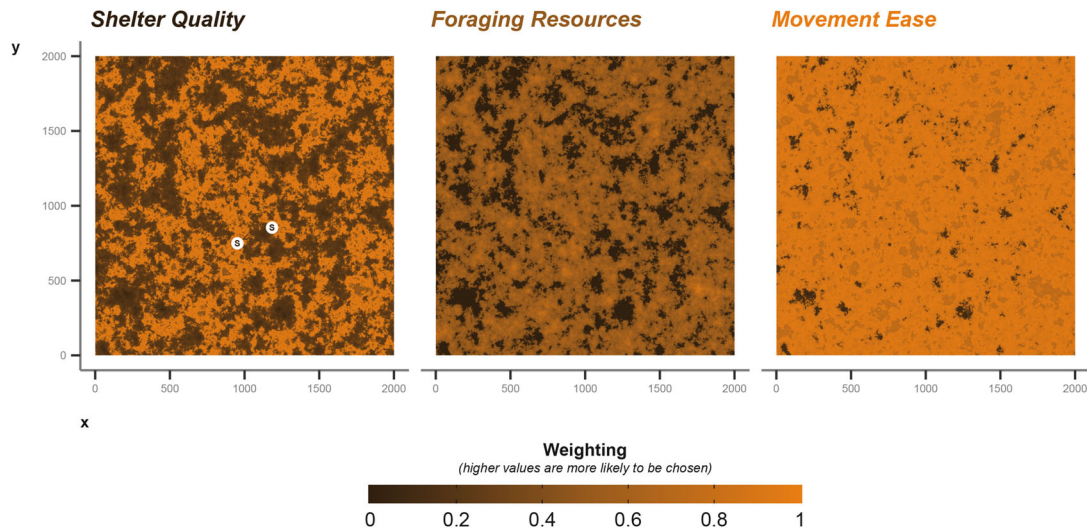 Shelter Quality
Foraging Resources
Movement Ease
y
2000
1500
1000
500
0
S
S
0 500 1000 1500 2000
0 500 1000 1500 2000
0 500 1000 1500 2000
x
Weighting
(higher values are more likely to be chosen)
0 0.2 0.4 0.6 0.8 1